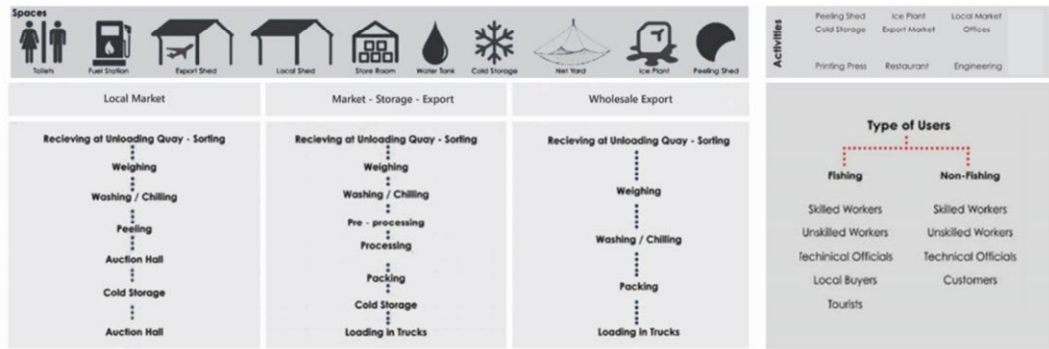 Spaces
Toilets
Fuel Station
Export Shed
Local Shed
Store Room
Water Tank
Cold Storage
Net Yard
Ice Plant
Peeling Shed
Local Market
Recieving at Unloading Quay - Sorting
Weighing
Washing / Chilling
Peeling
Auction Hall
Cold Storage
Auction Hall
Market - Storage - Export
Recieving at Unloading Quay - Sorting
Weighing
Washing / Chilling
Pre - processing
Processing
Packing
Cold Storage
Loading in Trucks
Wholesale Export
Recieving at Unloading Quay - Sorting
Weighing
Washing / Chilling
Packing
Loading in Trucks
Activities
Peeling Shed
Ice Plant
Local Market
Cold Storage
Export Market
Offices
Printing Press
Restaurant
Engineering
Type of Users
Fishing
Skilled Workers
Unskilled Workers
Techinical Officials
Local Buyers
Tourists
Non-Fishing
Skilled Workers
Unskilled Workers
Technical Officials
Customers